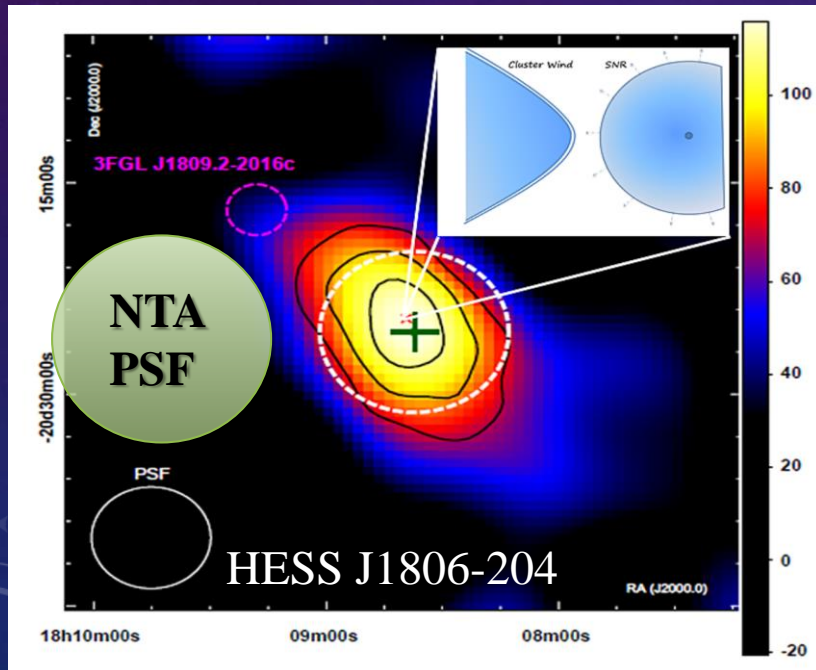 Cluster Wind
SNR
3FGL J1809.2-2016c
Dec (J2000.0)
15m00s
-20d30m00s
NTA
PSF
PSF
HESS J1806-204
RA (J2000.0)
18h10m00s
09m00s
08m00s
100
80
60
40
20
0
-20